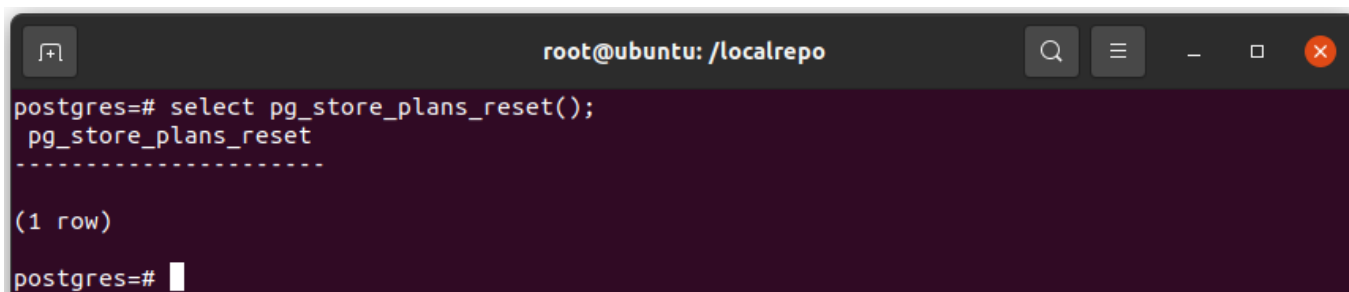 root@ubuntu: /localrepo
postgres=# select pg_store_plans_reset();
 pg_store_plans_reset
----------------------

(1 row)

postgres=#